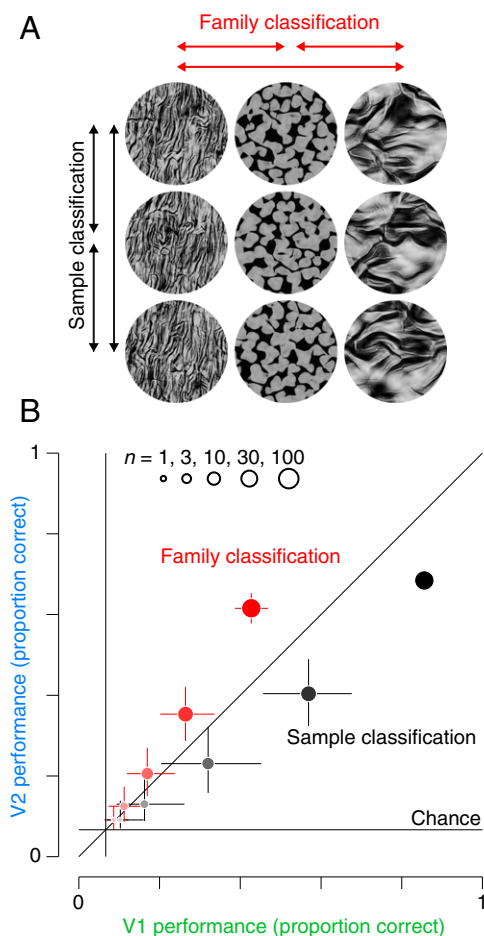 A
Family classification
Sample classification
B
1
n = 1, 3, 10, 30, 100
Family classification
V2 performance (proportion correct)
Sample classification
Chance
0
0
1
V1 performance (proportion correct)